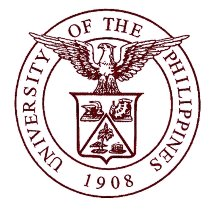 UNIVERSITY OF THE PHILIPPINES
1908